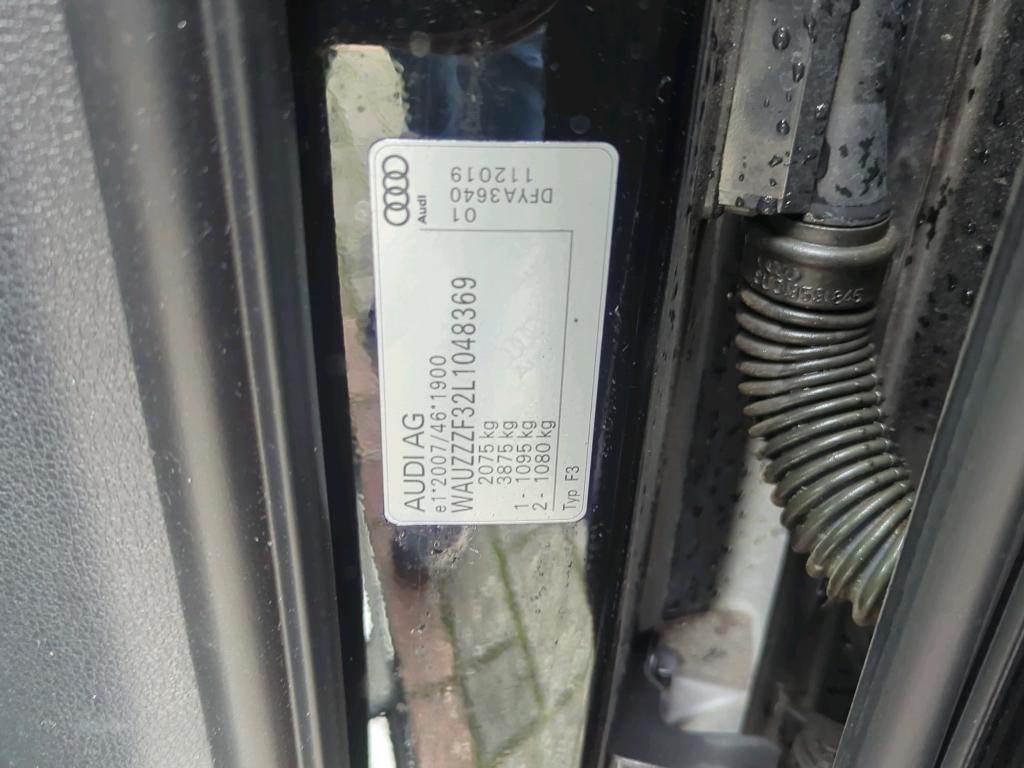 AUDI AG
e1*2007/46*1900
WAUZZZF32L1048369
2075 kg
3875 kg
1 - 1095 kg
2 - 1080 kg
Typ F3
Audi
01
DFYA3640
112019